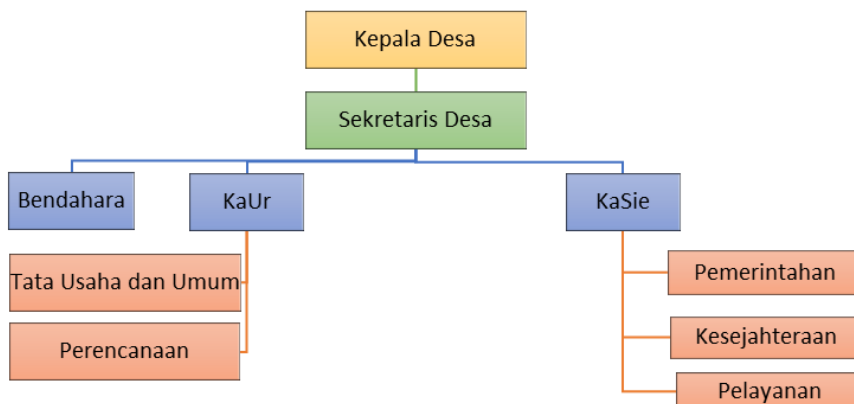 Kepala Desa
Sekretaris Desa
Bendahara
KaUr
KaSie
Tata Usaha dan Umum
Perencanaan
Pemerintahan
Kesejahteraan
Pelayanan